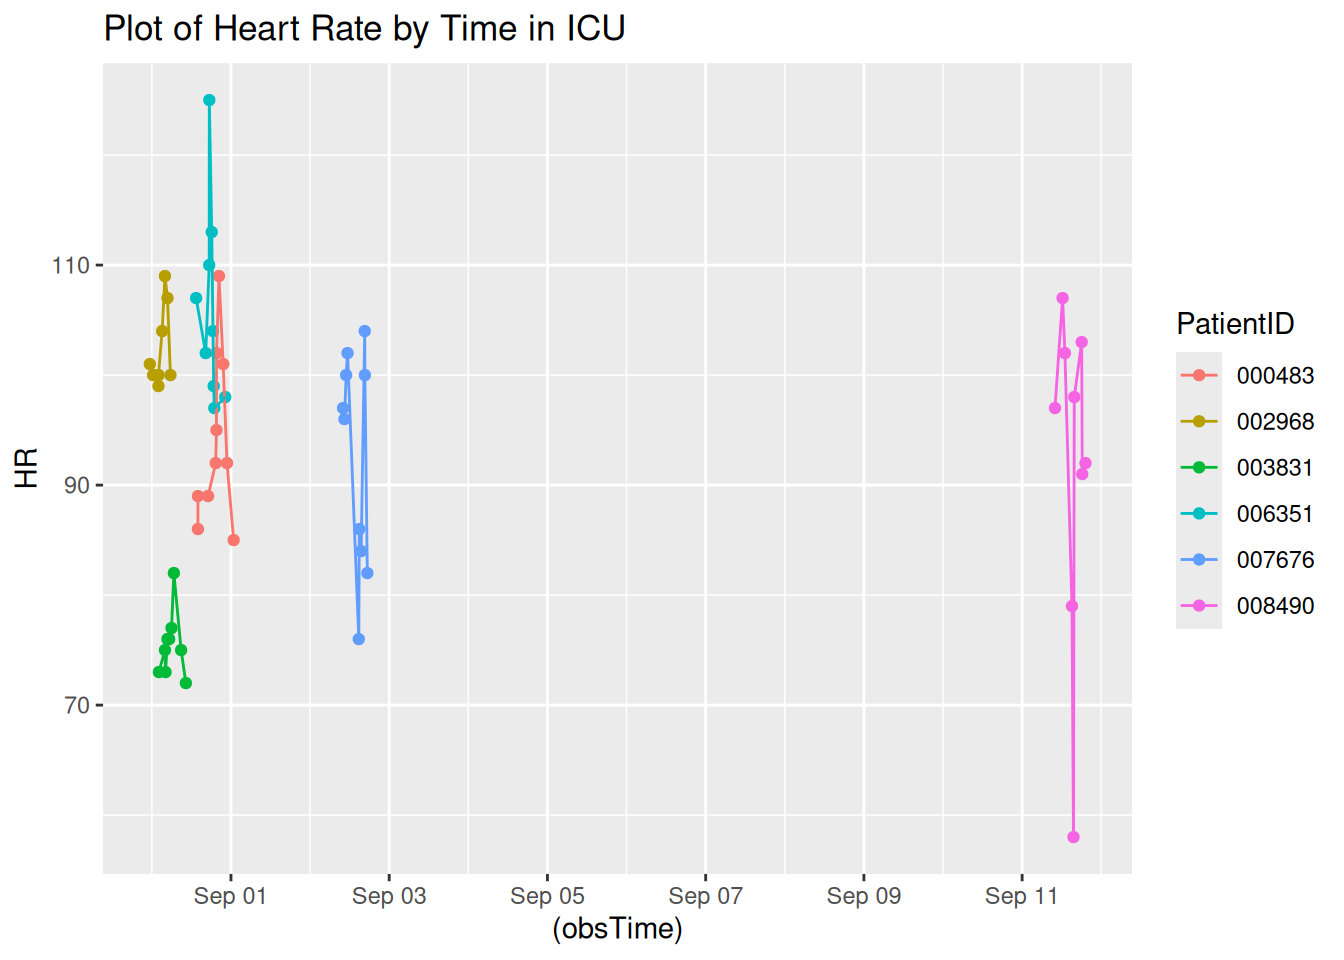 Plot of Heart Rate by Time in ICU
HR
110
90
70
Sep 01 Sep 03 Sep 05 Sep 07 Sep 09 Sep 11
(obsTime)
PatientID
000483
002968
003831
006351
007676
008490